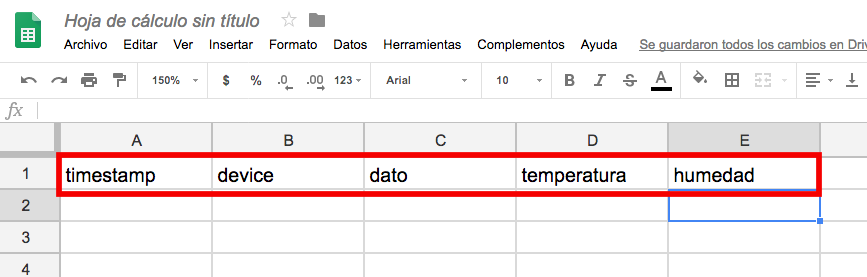 Hoja de cálculo sin título
Archivo Editar Ver Insertar Formato Datos Herramientas Complementos Ayuda Se guardaron todos los cambios en Driv
150% $ % .0 .00 123 Arial 10 B I S A
fx
A B C D E
1 timestamp device dato temperatura humedad
2
3
4